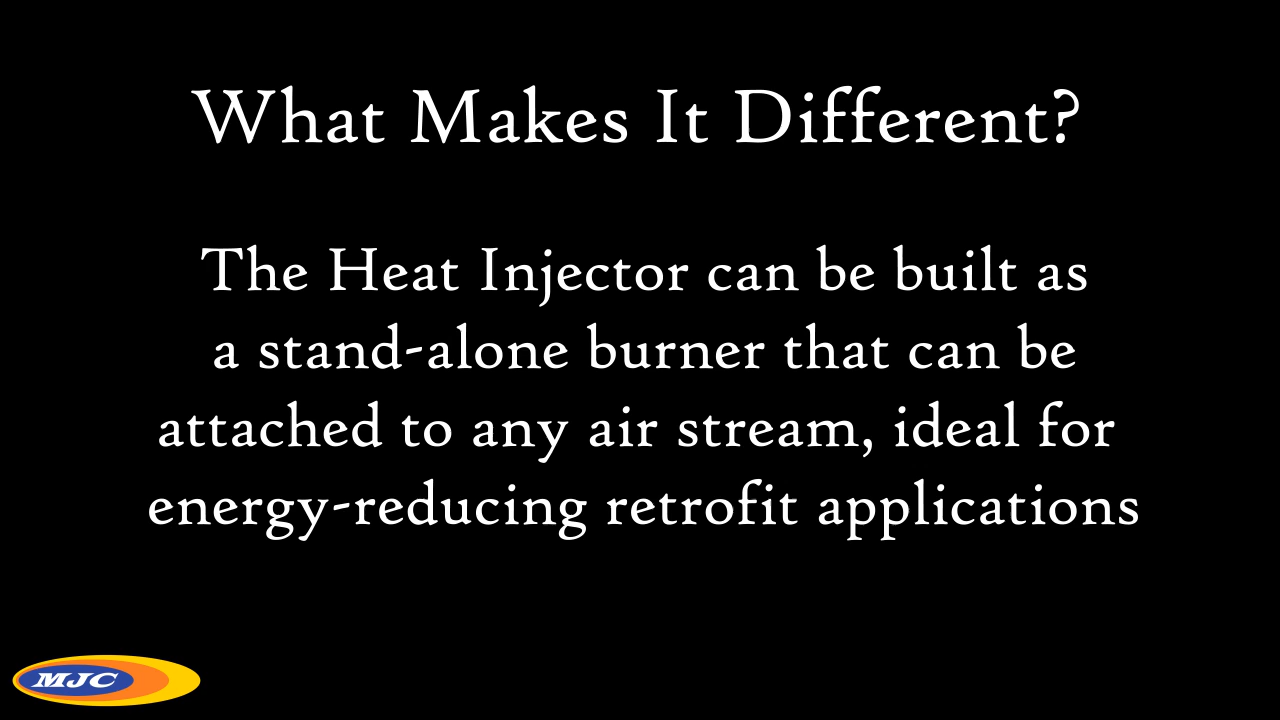 What Makes It Different?
The Heat Injector can be built as
a stand-alone burner that can be
attached to any air stream, ideal for
energy-reducing retrofit applications
MJC